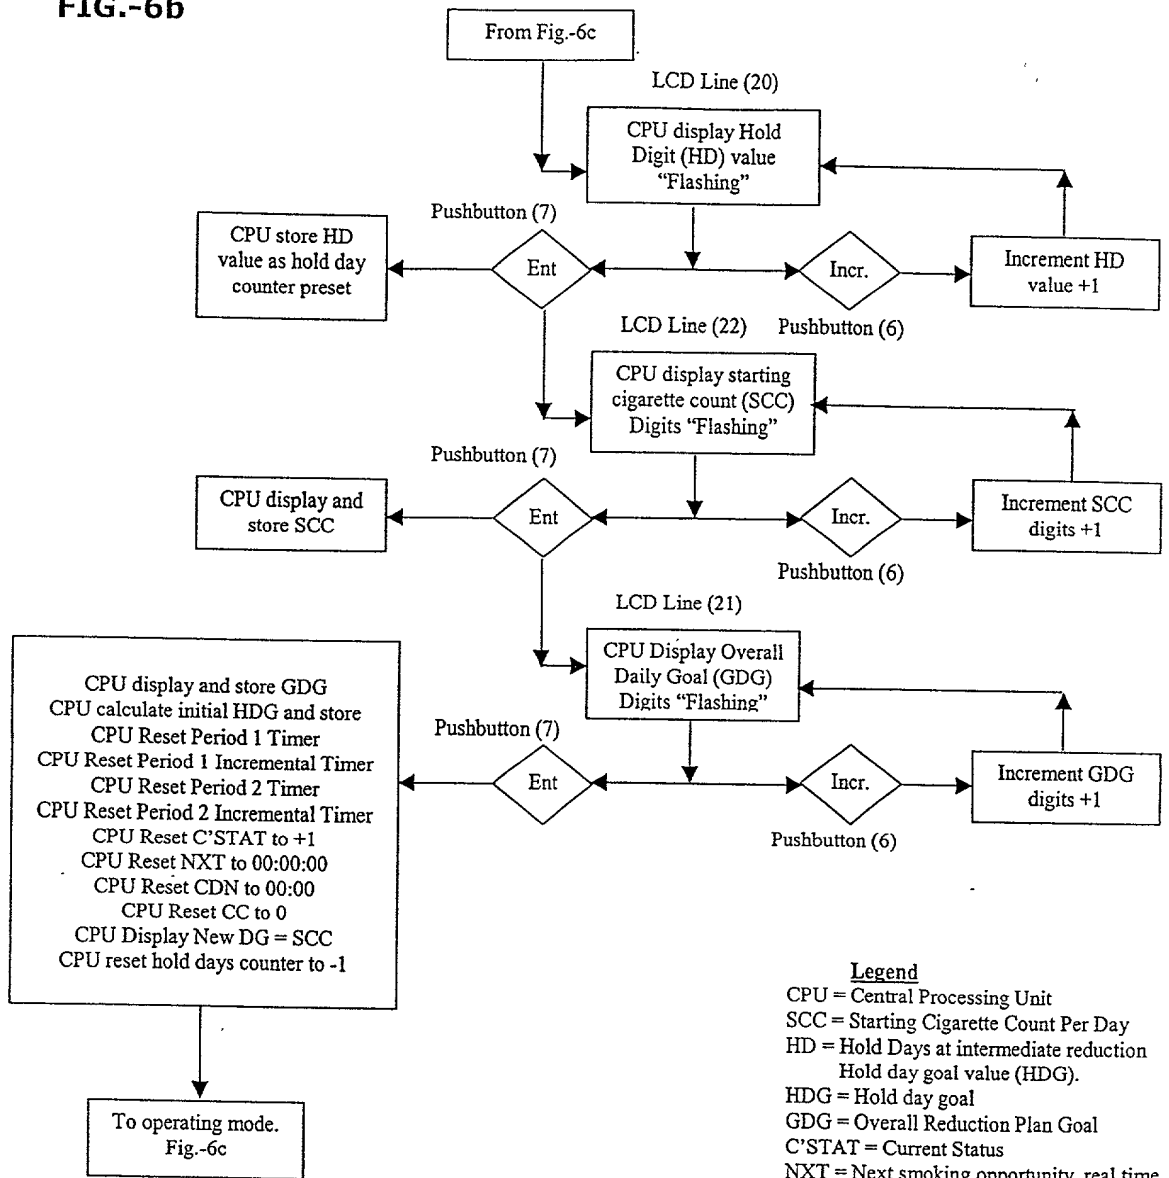 FIG.-6b
From Fig.-6c
LCD Line (20)
CPU display Hold
Digit (HD) value
“Flashing”
Pushbutton (7)
CPU store HD
value as hold day
counter preset
Ent
Incr.
Increment HD
value +1
Pushbutton (6)
LCD Line (22)
CPU display starting
cigarette count (SCC)
Digits “Flashing”
Pushbutton (7)
CPU display and
store SCC
Ent
Incr.
Increment SCC
digits +1
Pushbutton (6)
LCD Line (21)
CPU Display Overall
Daily Goal (GDG)
Digits “Flashing”
Pushbutton (7)
Ent
Incr.
Increment GDG
digits +1
Pushbutton (6)
CPU display and store GDG
CPU calculate initial HDG and store
CPU Reset Period 1 Timer
CPU Reset Period 1 Incremental Timer
CPU Reset Period 2 Timer
CPU Reset Period 2 Incremental Timer
CPU Reset C’STAT to +1
CPU Reset NXT to 00:00:00
CPU Reset CDN to 00:00
CPU Reset CC to 0
CPU Display New DG = SCC
CPU reset hold days counter to -1
To operating mode.
Fig.-6c
Legend
CPU = Central Processing Unit
SCC = Starting Cigarette Count Per Day
HD = Hold Days at intermediate reduction
Hold day goal value (HDG).
HDG = Hold day goal
GDG = Overall Reduction Plan Goal
C’STAT = Current Status
NXT = Next smoking opportunity, real time